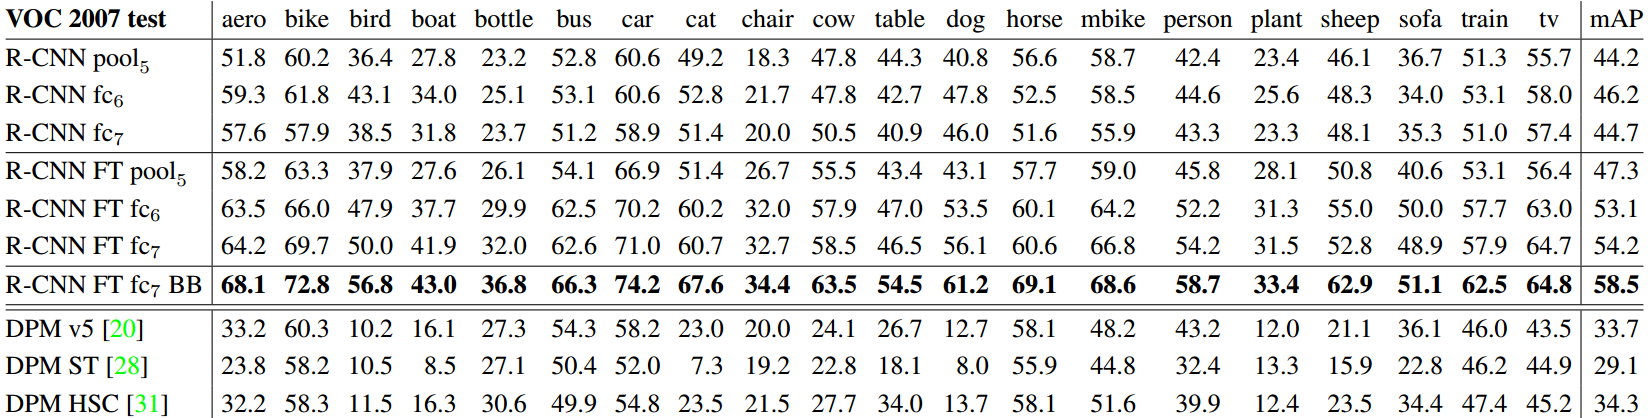 VOC 2007 test aero bike bird boat bottle bus car cat chair cow table dog horse mbike person plant sheep sofa train tv mAP
R-CNN pool5 51.8 60.2 36.4 27.8 23.2 52.8 60.6 49.2 18.3 47.8 44.3 40.8 56.6 58.7 42.4 23.4 46.1 36.7 51.3 55.7 44.2
R-CNN fc6 59.3 61.8 43.1 34.0 25.1 53.1 60.6 52.8 21.7 47.8 42.7 47.8 52.5 58.5 44.6 25.6 48.3 34.0 53.1 58.0 46.2
R-CNN fc7 57.6 57.9 38.5 31.8 23.7 51.2 58.9 51.4 20.0 50.5 40.9 46.0 51.6 55.9 43.3 23.3 48.1 35.3 51.0 57.4 44.7
R-CNN FT pool5 58.2 63.3 37.9 27.6 26.1 54.1 66.9 51.4 26.7 55.5 43.4 43.1 57.7 59.0 45.8 28.1 50.8 40.6 53.1 56.4 47.3
R-CNN FT fc6 63.5 66.0 47.9 37.7 29.9 62.5 70.2 60.2 32.0 57.9 47.0 53.5 60.1 64.2 52.2 31.3 55.0 50.0 57.7 63.0 53.1
R-CNN FT fc7 64.2 69.7 50.0 41.9 32.0 62.6 71.0 60.7 32.7 58.5 46.5 56.1 60.6 66.8 54.2 31.5 52.8 48.9 57.9 64.7 54.2
R-CNN FT fc7 BB 68.1 72.8 56.8 43.0 36.8 66.3 74.2 67.6 34.4 63.5 54.5 61.2 69.1 68.6 58.7 33.4 62.9 51.1 62.5 64.8 58.5
DPM v5 [20] 33.2 60.3 10.2 16.1 27.3 54.3 58.2 23.0 20.0 24.1 26.7 12.7 58.1 48.2 43.2 12.0 21.1 36.1 46.0 43.5 33.7
DPM ST [28] 23.8 58.2 10.5 8.5 27.1 50.4 52.0 7.3 19.2 22.8 18.1 8.0 55.9 44.8 32.4 13.3 15.9 22.8 46.2 44.9 29.1
DPM HSC [31] 32.2 58.3 11.5 16.3 30.6 49.9 54.8 23.5 21.5 27.7 34.0 13.7 58.1 51.6 39.9 12.4 23.5 34.4 47.4 45.2 34.3